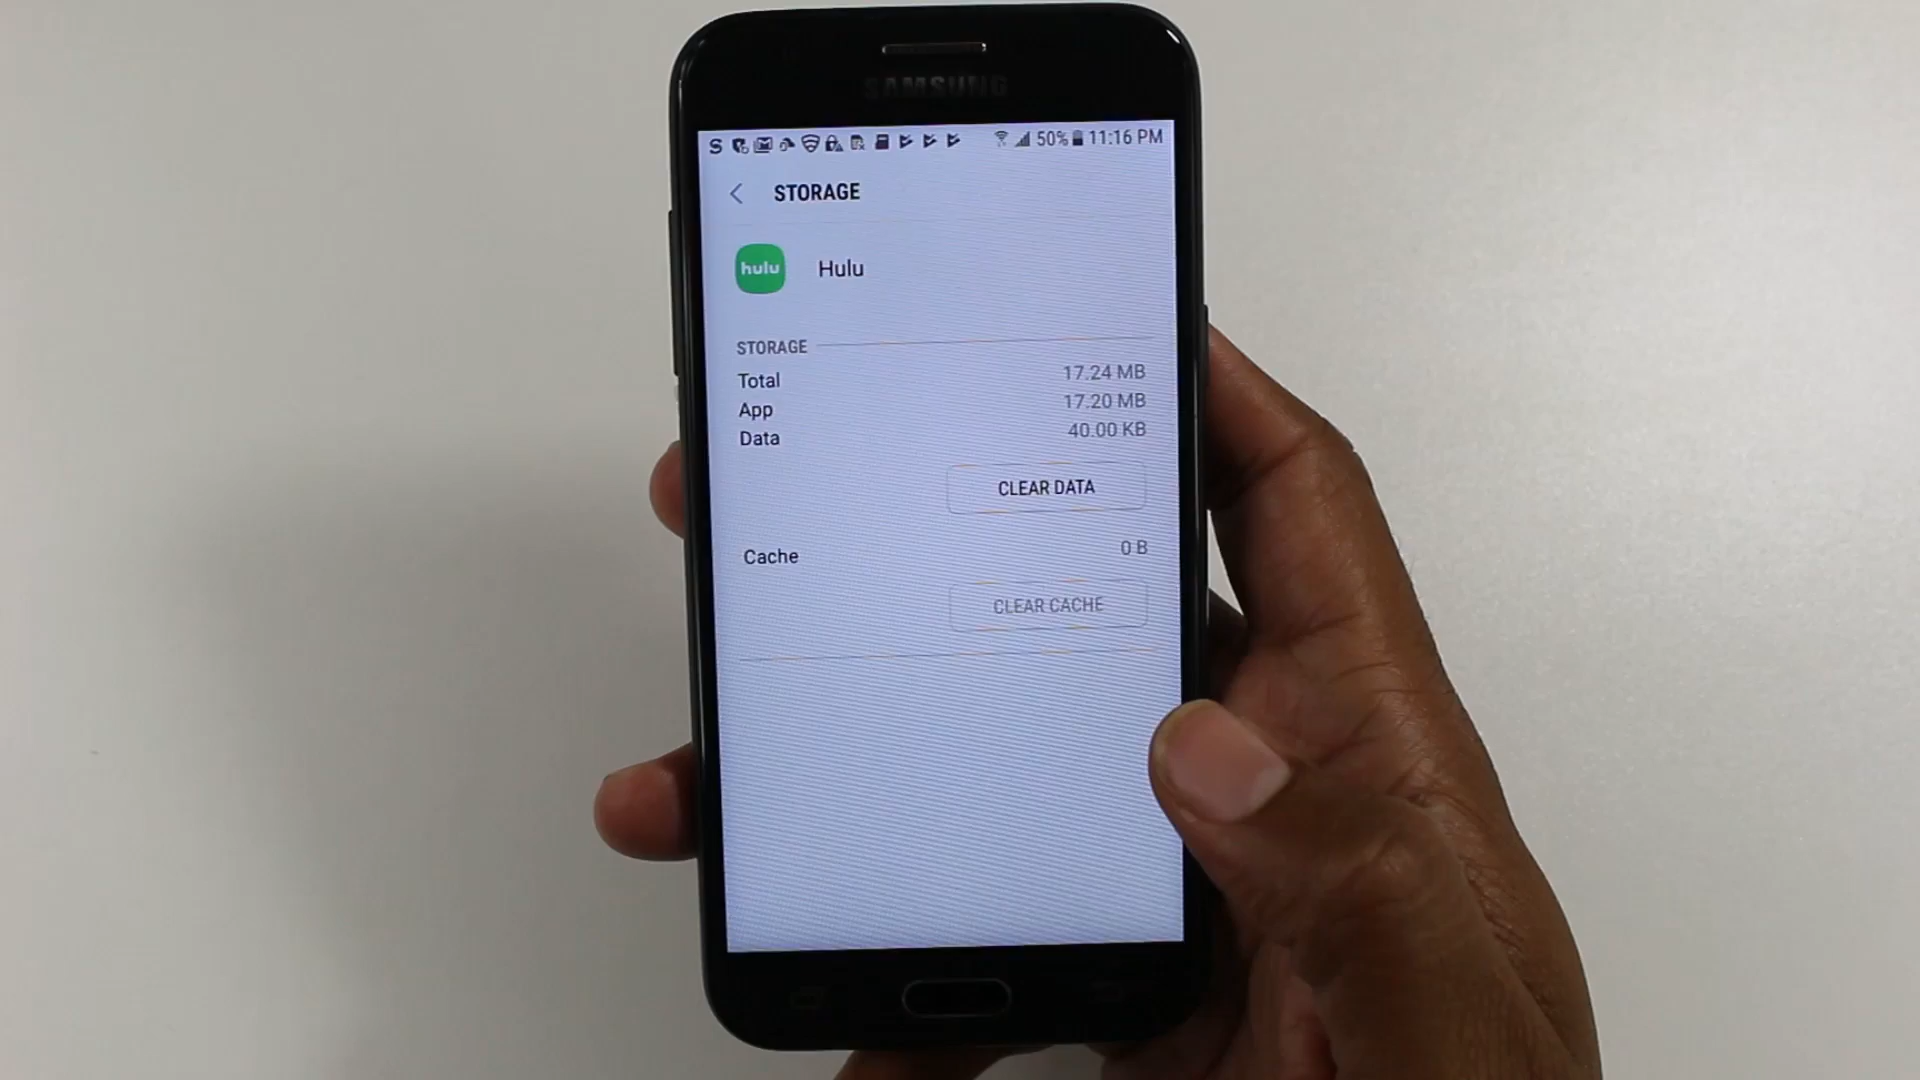 SAMSUNG
50% 11:16 PM
STORAGE
hulu Hulu
STORAGE
Total 17.24 MB
App 17.20 MB
Data 40.00 KB
CLEAR DATA
Cache 0 B
CLEAR CACHE